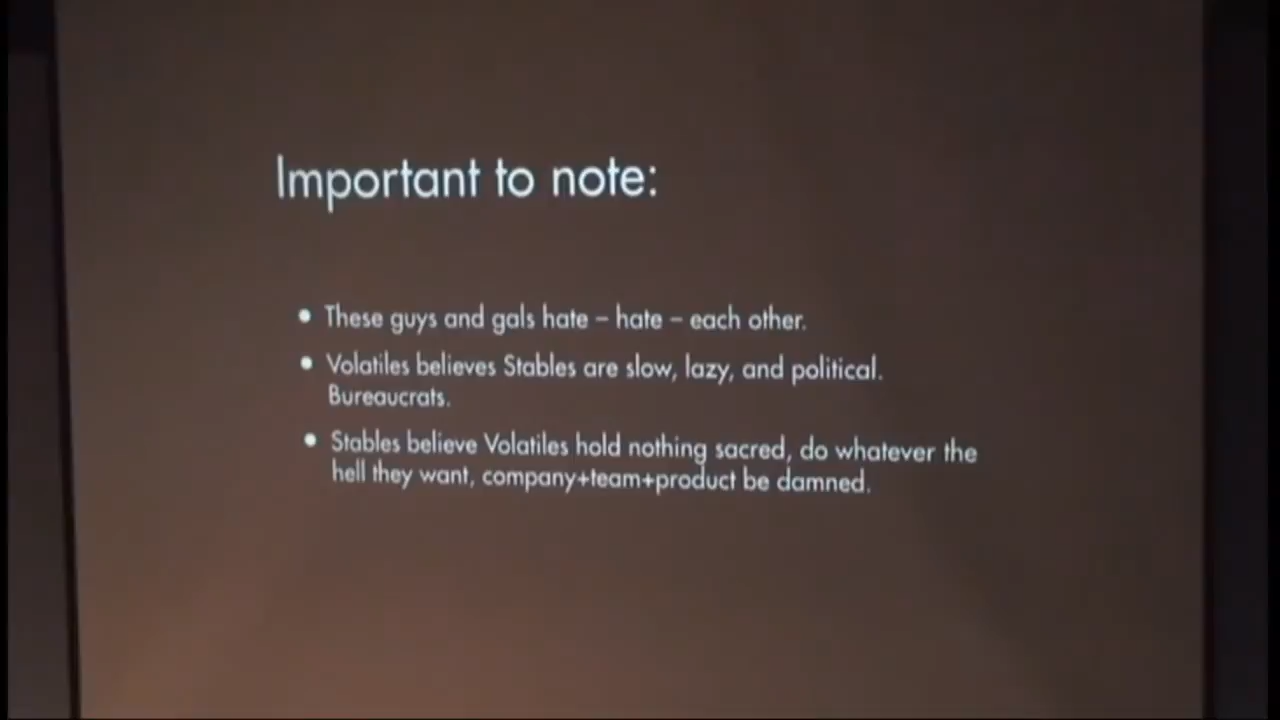 Important to note:
• These guys and gals hate – hate – each other.
• Volatiles believes Stables are slow, lazy, and political.
Bureaucrats.
• Stables believe Volatiles hold nothing sacred, do whatever the
hell they want, company+team+product be damned.